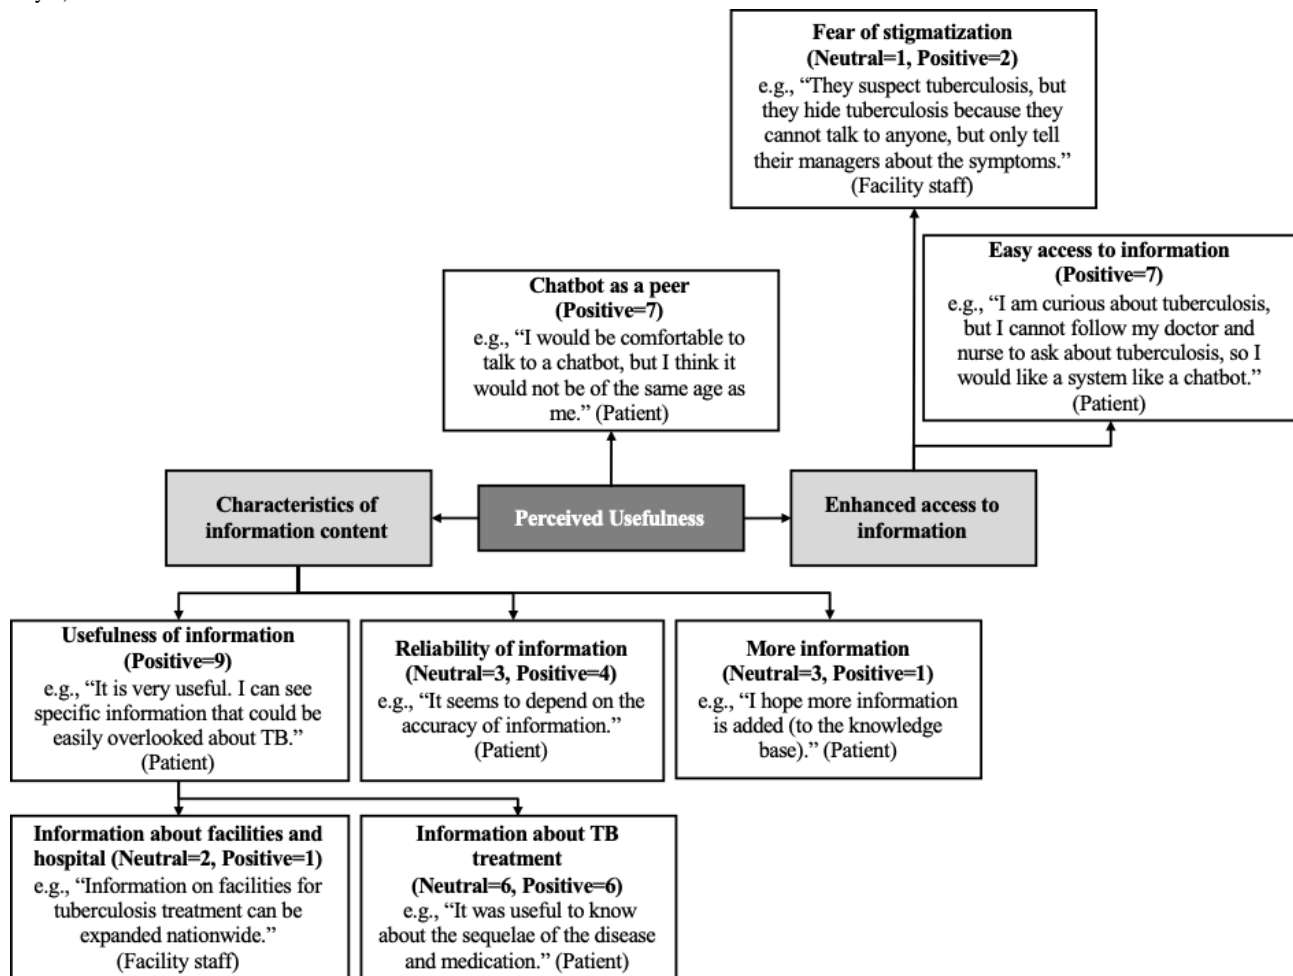 Fear of stigmatization
(Neutral=1, Positive=2)
e.g., “They suspect tuberculosis, but
they hide tuberculosis because they
cannot talk to anyone, but only tell
their managers about the symptoms.”
(Facility staff)
Easy access to information
(Positive=7)
e.g., “I am curious about tuberculosis,
but I cannot follow my doctor and
nurse to ask about tuberculosis, so I
would like a system like a chatbot.”
(Patient)
Chatbot as a peer
(Positive=7)
e.g., “I would be comfortable to
talk to a chatbot, but I think it
would not be of the same age as
me.” (Patient)
Characteristics of
information content
Perceived Usefulness
Enhanced access to
information
Usefulness of information
(Positive=9)
e.g., “It is very useful. I can see
specific information that could be
easily overlooked about TB.”
(Patient)
Reliability of information
(Neutral=3, Positive=4)
e.g., “It seems to depend on the
accuracy of information.”
(Patient)
More information
(Neutral=3, Positive=1)
e.g., “I hope more information
is added (to the knowledge
base).” (Patient)
Information about facilities and
hospital (Neutral=2, Positive=1)
e.g., “Information on facilities for
tuberculosis treatment can be
expanded nationwide.”
(Facility staff)
Information about TB
treatment
(Neutral=6, Positive=6)
e.g., “It was useful to know
about the sequelae of the disease
and medication.” (Patient)